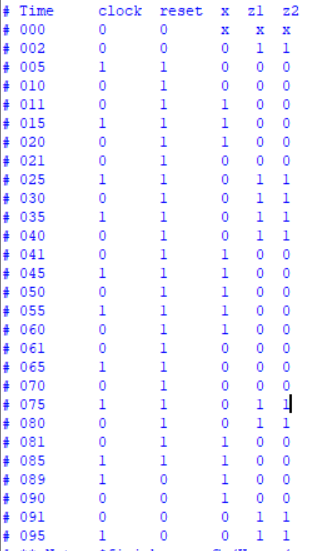 # Time clock reset x z1 z2
# 000 0 0 x x x
# 002 0 0 0 1 1
# 005 1 1 0 0 0
# 010 0 1 0 0 0
# 011 0 1 1 0 0
# 015 1 1 1 0 0
# 020 0 1 1 0 0
# 021 0 1 0 0 0
# 025 1 1 0 1 1
# 030 0 1 0 1 1
# 035 1 1 0 1 1
# 040 0 1 0 1 1
# 041 0 1 1 0 0
# 045 1 1 1 0 0
# 050 0 1 1 0 0
# 055 1 1 1 0 0
# 060 0 1 1 0 0
# 061 0 1 0 0 0
# 065 1 1 0 0 0
# 070 0 1 0 0 0
# 075 1 1 0 1 1
# 080 0 1 0 1 1
# 081 0 1 1 0 0
# 085 1 1 1 0 0
# 089 1 0 1 0 0
# 090 0 0 1 0 0
# 091 0 0 0 1 1
# 095 1 0 0 1 1